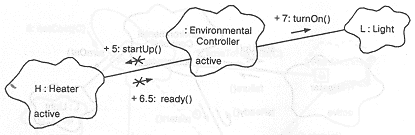 + 7: turnOn()
: Environmental
Controller
L : Light
+ 5: startUp()
active
H : Heater
active
+ 6.5: ready()